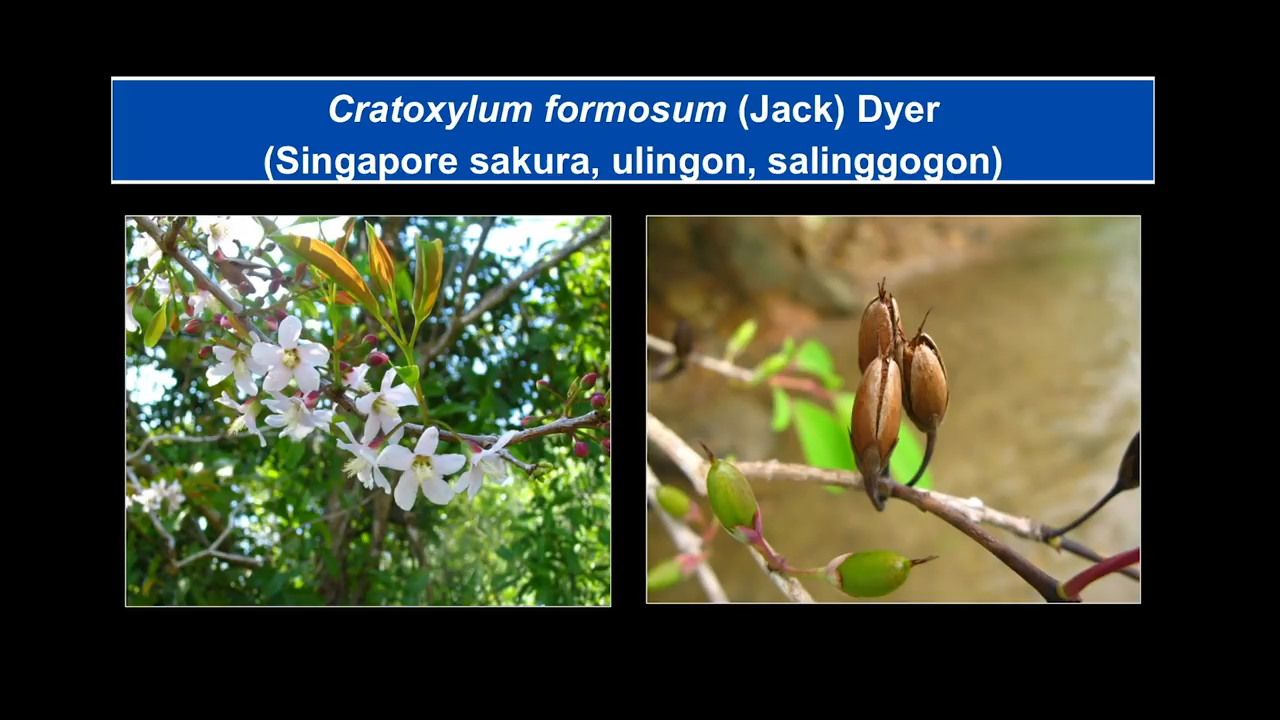 Cratoxylum formosum (Jack) Dyer
(Singapore sakura, ulingon, salinggogon)